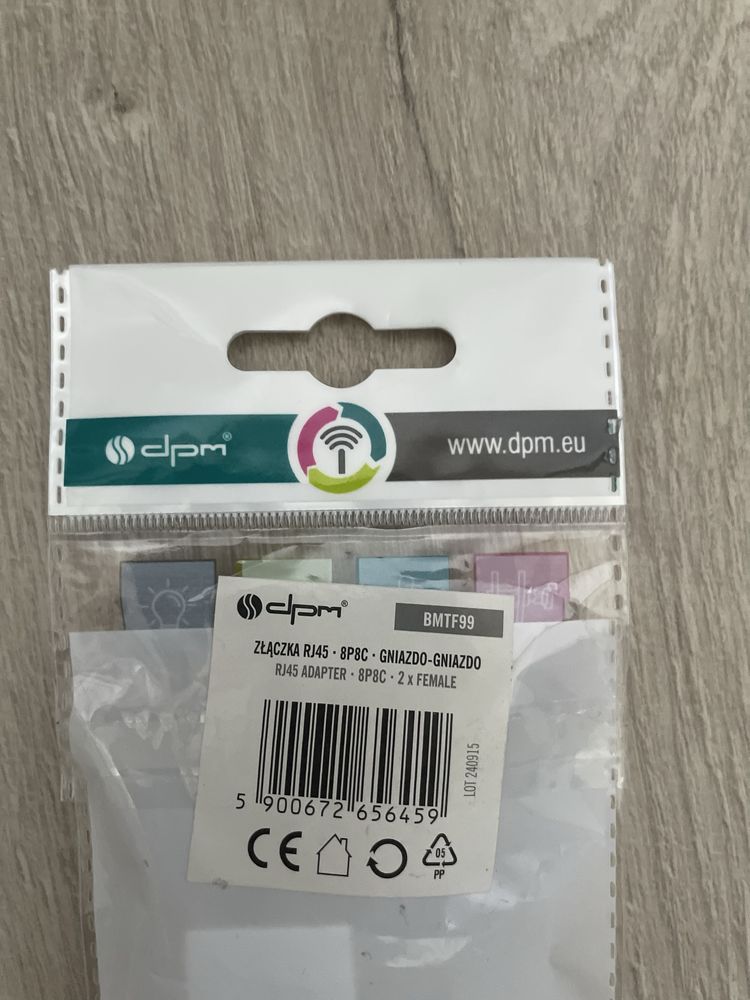 dpm®
www.dpm.eu
dpm®
BMTF99
ZŁĄCZKA RJ45 · 8P8C · GNIAZDO-GNIAZDO
RJ45 ADAPTER · 8P8C · 2 x FEMALE
LOT 240915
5 900672 656459
CE
05
PP